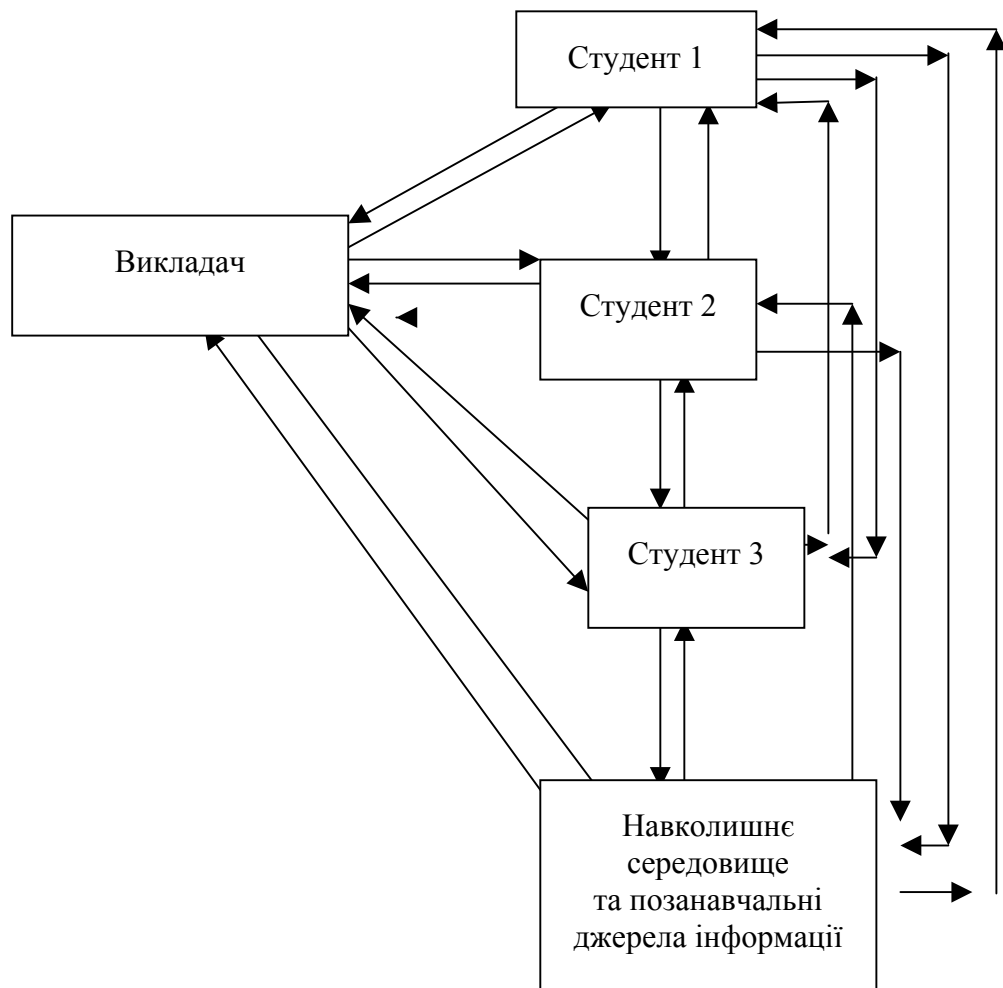 Студент 1
Викладач
Студент 2
Студент 3
Навколишнє
середовище
та позанавчальні
джерела інформації